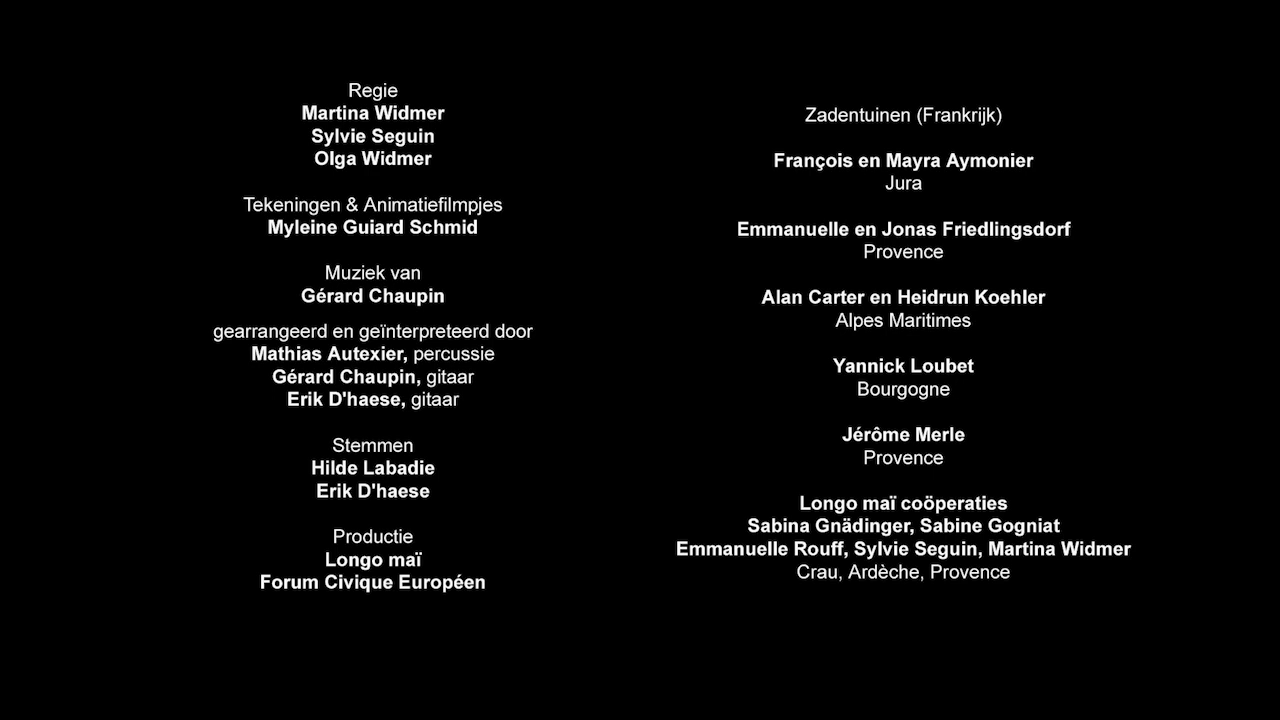 Regie
Martina Widmer
Sylvie Seguin
Olga Widmer
Tekeningen & Animatiefilmpjes
Myleine Guiard Schmid
Muziek van
Gérard Chaupin
gearrangeerd en geïnterpreteerd door
Mathias Autexier, percussie
Gérard Chaupin, gitaar
Erik D'haese, gitaar
Stemmen
Hilde Labadie
Erik D'haese
Productie
Longo maï
Forum Civique Européen
Zadentuinen (Frankrijk)
François en Mayra Aymonier
Jura
Emmanuelle en Jonas Friedlingsdorf
Provence
Alan Carter en Heidrun Koehler
Alpes Maritimes
Yannick Loubet
Bourgogne
Jérôme Merle
Provence
Longo maï coöperaties
Sabina Gnädinger, Sabine Gogniat
Emmanuelle Rouff, Sylvie Seguin, Martina Widmer
Crau, Ardèche, Provence